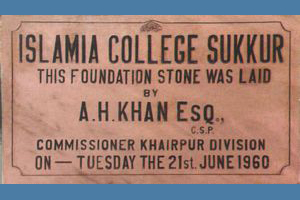 ISLAMIA COLLEGE SUKKUR
THIS FOUNDATION STONE WAS LAID
BY
A.H.KHAN ESQ.,
C.S.P.
COMMISSIONER KHAIRPUR DIVISION
ON — TUESDAY THE 21st. JUNE 1960